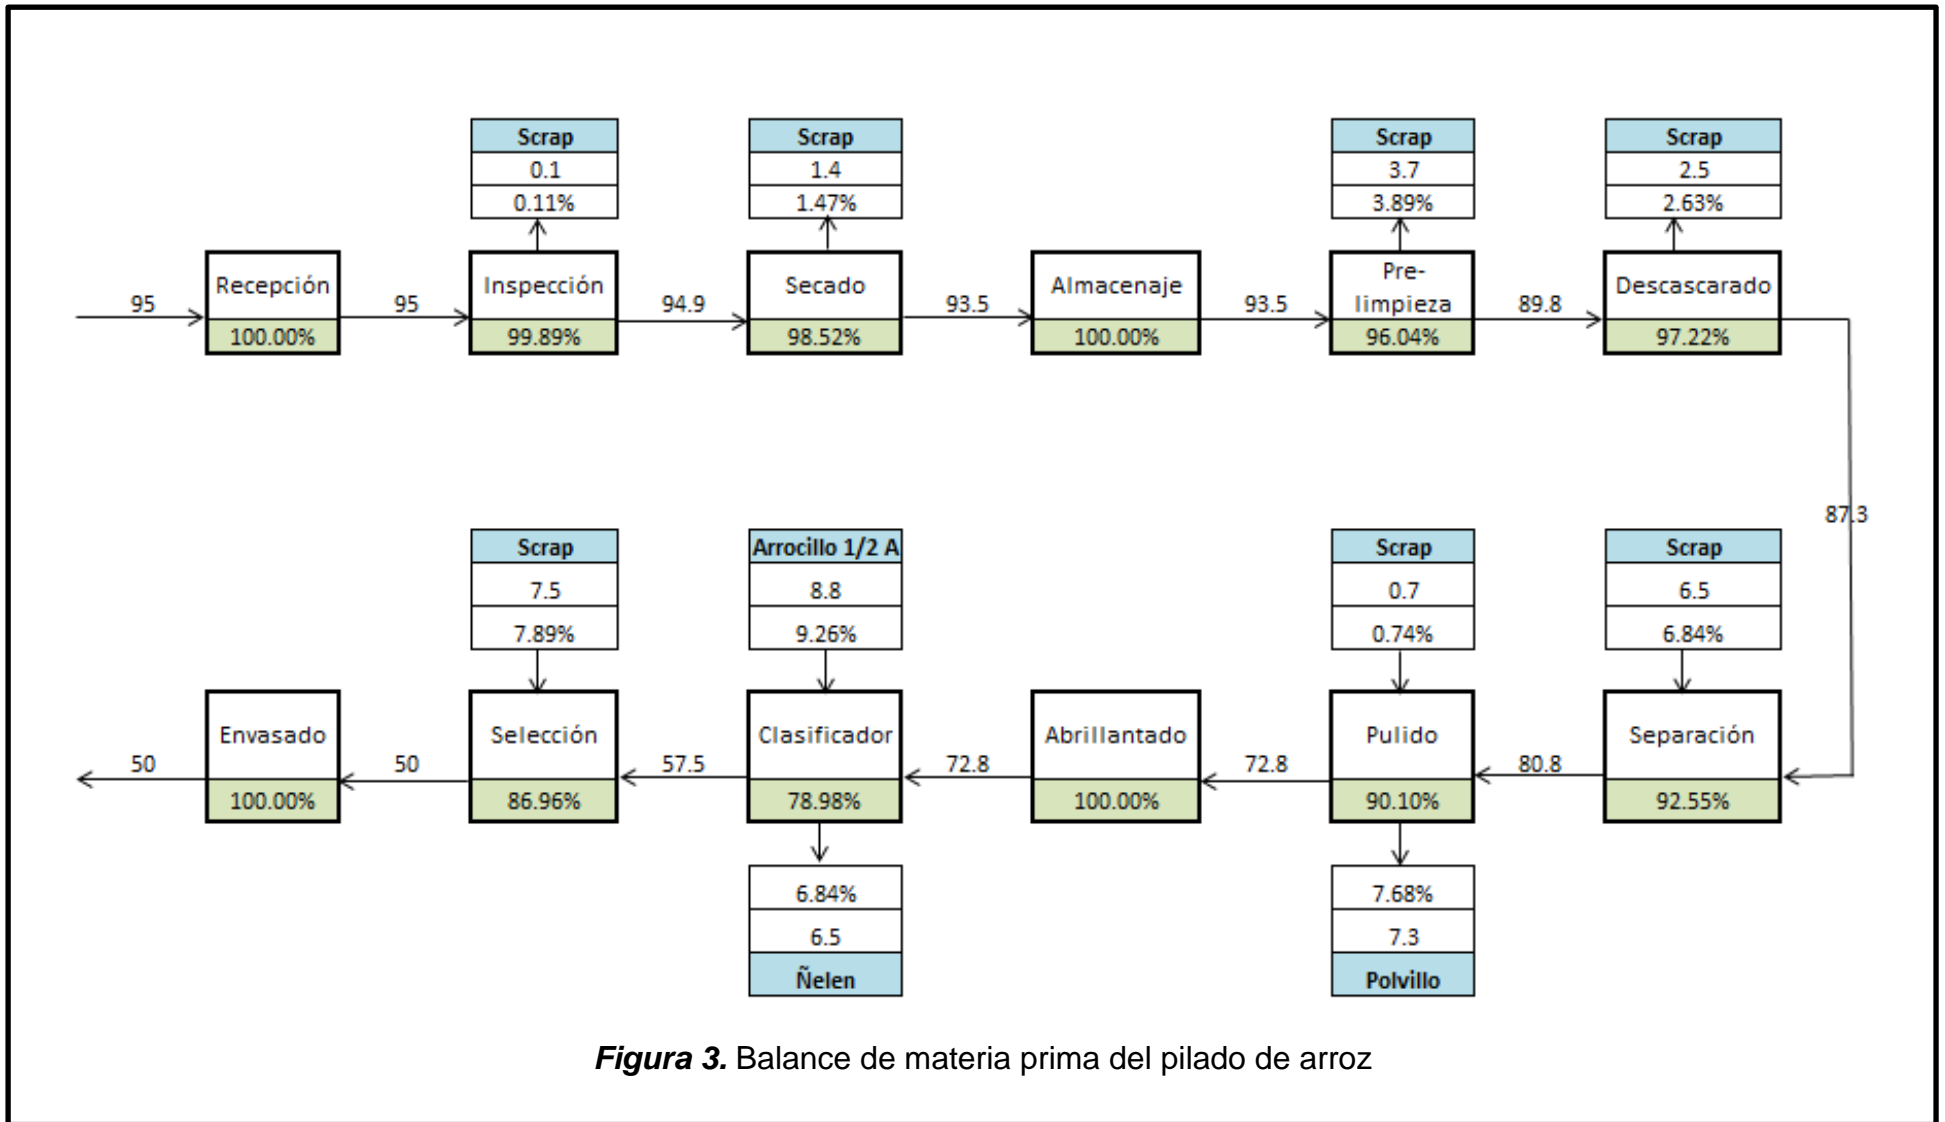 Scrap
0.1
0.11%
Scrap
1.4
1.47%
Scrap
3.7
3.89%
Scrap
2.5
2.63%
95
Recepción
100.00%
95
Inspección
99.89%
94.9
Secado
98.52%
93.5
Almacenaje
100.00%
93.5
Pre-
limpieza
96.04%
89.8
Descascarado
97.22%
87.3
Scrap
7.5
7.89%
Arrocillo 1/2 A
8.8
9.26%
Scrap
0.7
0.74%
Scrap
6.5
6.84%
50
Envasado
100.00%
50
Selección
86.96%
57.5
Clasificador
78.98%
72.8
Abrillantado
100.00%
72.8
Pulido
90.10%
80.8
Separación
92.55%
6.84%
6.5
Ñelen
7.68%
7.3
Polvillo
Figura 3. Balance de materia prima del pilado de arroz